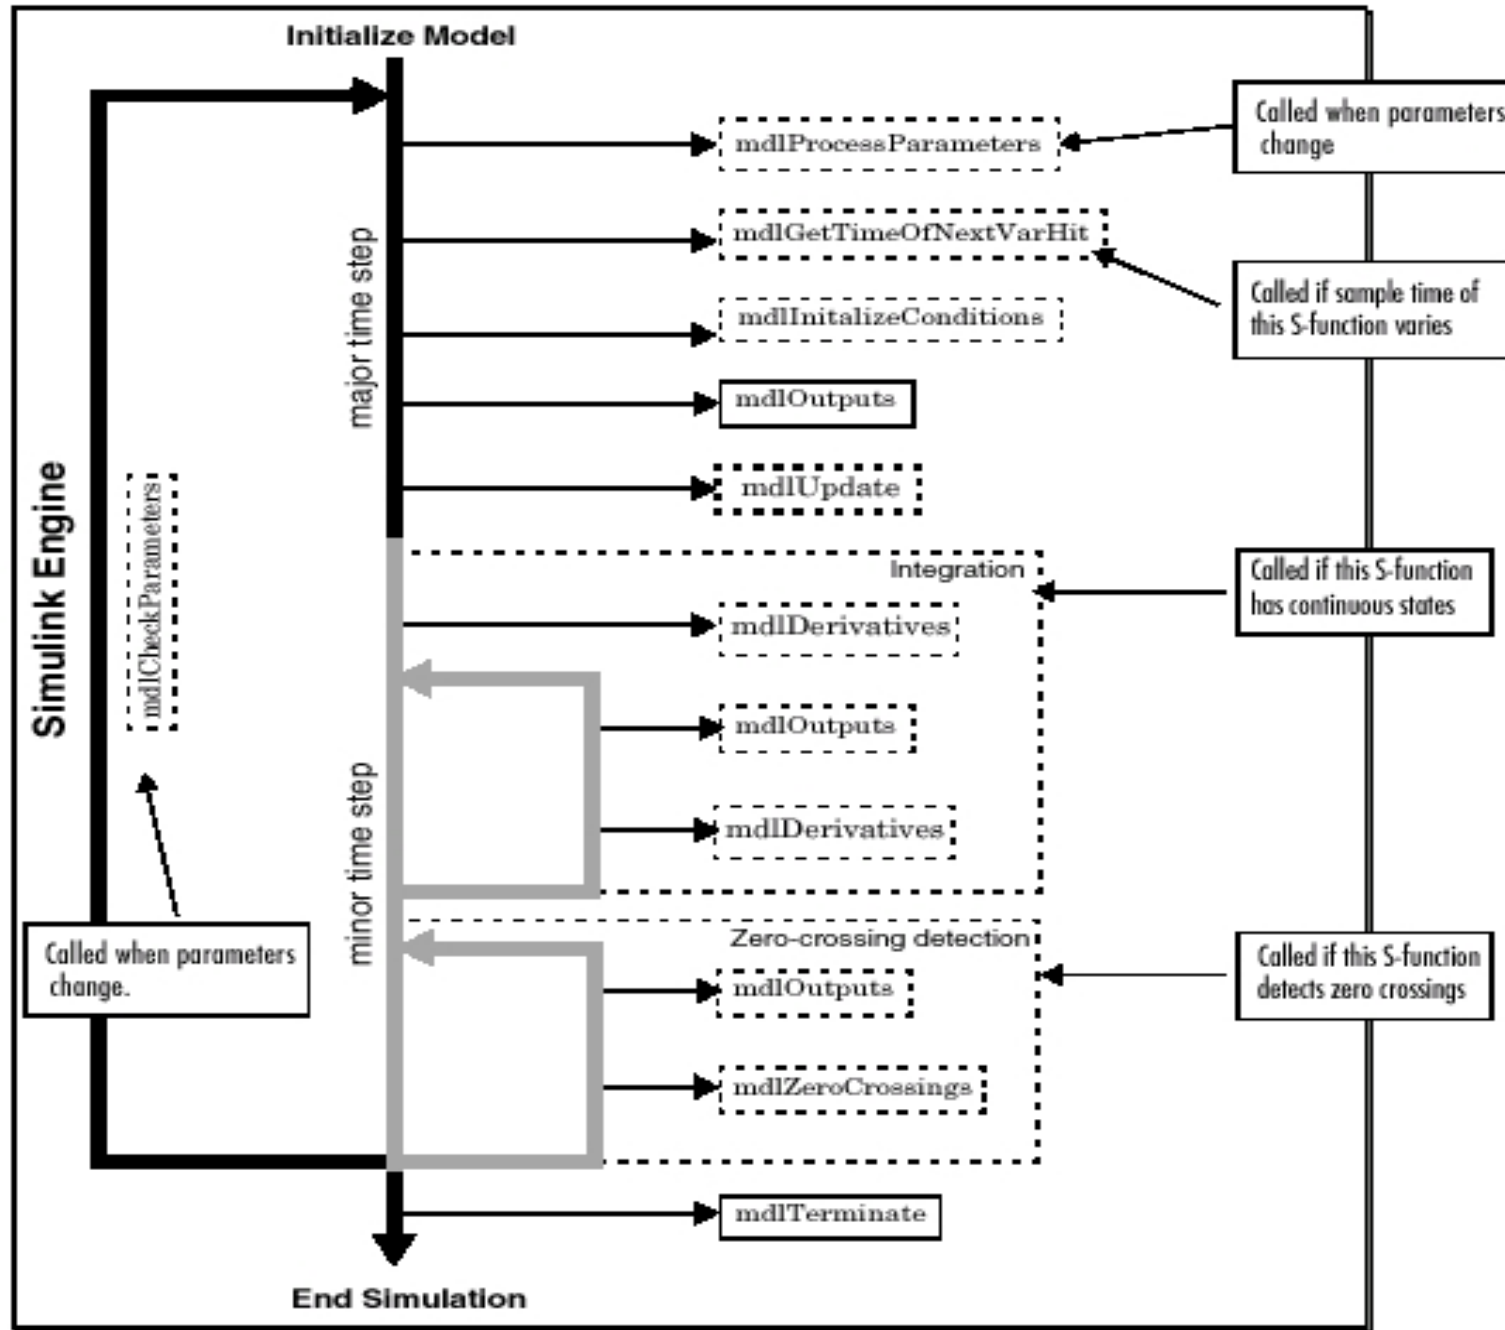 Initialize Model
mdlProcessParameters
Called when parameters
change
mdlGetTimeOfNextVarHit
Called if sample time of
this S-function varies
major time step
mdlInitalizeConditions
mdlOutputs
mdlUpdate
Simulink Engine
mdlCheckParameters
Integration
Called if this S-function
has continuous states
mdlDerivatives
mdlOutputs
mdlDerivatives
minor time step
Called when parameters
change.
Zero-crossing detection
Called if this S-function
detects zero crossings
mdlOutputs
mdlZeroCrossings
mdlTerminate
End Simulation